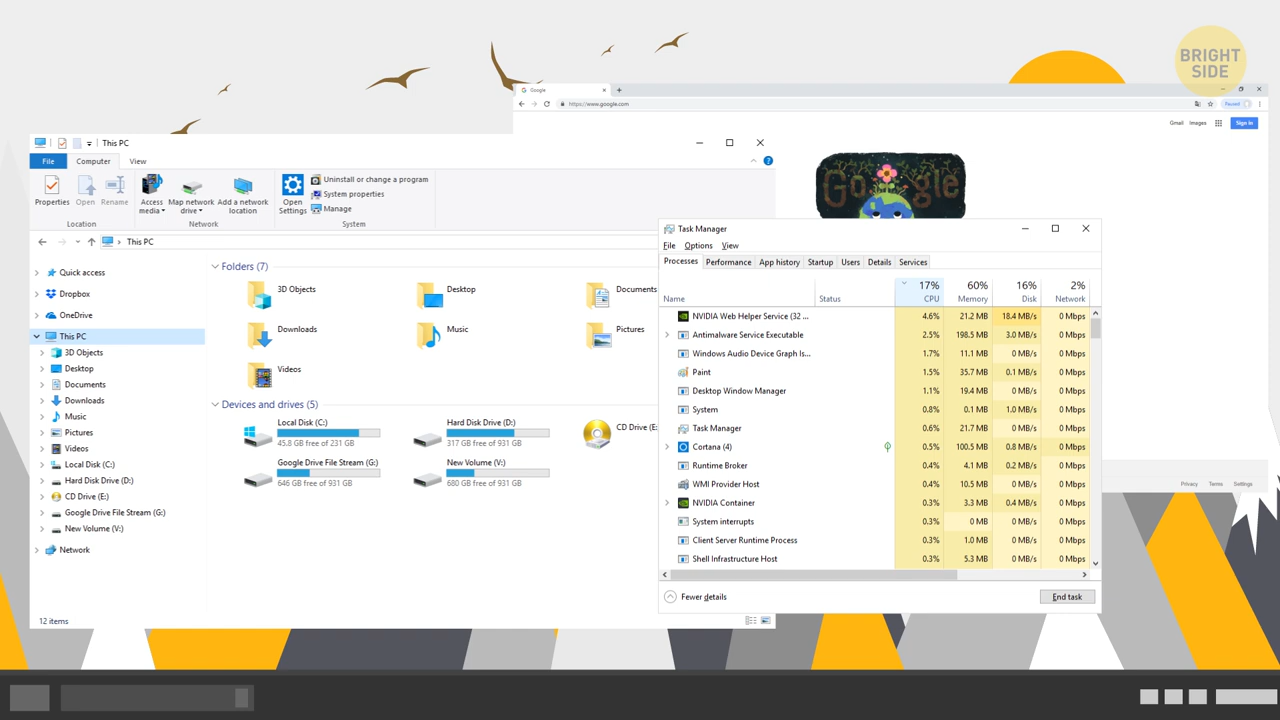 BRIGHT
SIDE
Google
https://www.google.com
Paused
Gmail Images Sign in
Google
Privacy Terms Settings
This PC
File Computer View
Properties Open Rename
Location
Access media Map network drive Add a network location
Network
Open Settings
Uninstall or change a program
System properties
Manage
System
This PC
Quick access
Dropbox
OneDrive
This PC
3D Objects
Desktop
Documents
Downloads
Music
Pictures
Videos
Local Disk (C:)
Hard Disk Drive (D:)
CD Drive (E:)
Google Drive File Stream (G:)
New Volume (V:)
Network
Folders (7)
3D Objects Desktop Documents
Downloads Music Pictures
Videos
Devices and drives (5)
Local Disk (C:)
45.8 GB free of 231 GB
Hard Disk Drive (D:)
317 GB free of 931 GB
CD Drive (E:
Google Drive File Stream (G:)
646 GB free of 931 GB
New Volume (V:)
680 GB free of 931 GB
12 items
Task Manager
File Options View
Processes Performance App history Startup Users Details Services
17% 60% 16% 2%
Name Status CPU Memory Disk Network
NVIDIA Web Helper Service (32 ... 4.6% 21.2 MB 18.4 MB/s 0 Mbps
Antimalware Service Executable 2.5% 198.5 MB 3.0 MB/s 0 Mbps
Windows Audio Device Graph Is... 1.7% 11.1 MB 0 MB/s 0 Mbps
Paint 1.5% 35.7 MB 0.1 MB/s 0 Mbps
Desktop Window Manager 1.1% 19.4 MB 0 MB/s 0 Mbps
System 0.8% 0.1 MB 1.0 MB/s 0 Mbps
Task Manager 0.6% 21.7 MB 0 MB/s 0 Mbps
Cortana (4) 0.5% 100.5 MB 0.8 MB/s 0 Mbps
Runtime Broker 0.4% 4.1 MB 0.2 MB/s 0 Mbps
WMI Provider Host 0.4% 10.5 MB 0 MB/s 0 Mbps
NVIDIA Container 0.3% 3.3 MB 0.4 MB/s 0 Mbps
System interrupts 0.3% 0 MB 0 MB/s 0 Mbps
Client Server Runtime Process 0.3% 1.0 MB 0 MB/s 0 Mbps
Shell Infrastructure Host 0.3% 5.3 MB 0 MB/s 0 Mbps
Fewer details End task